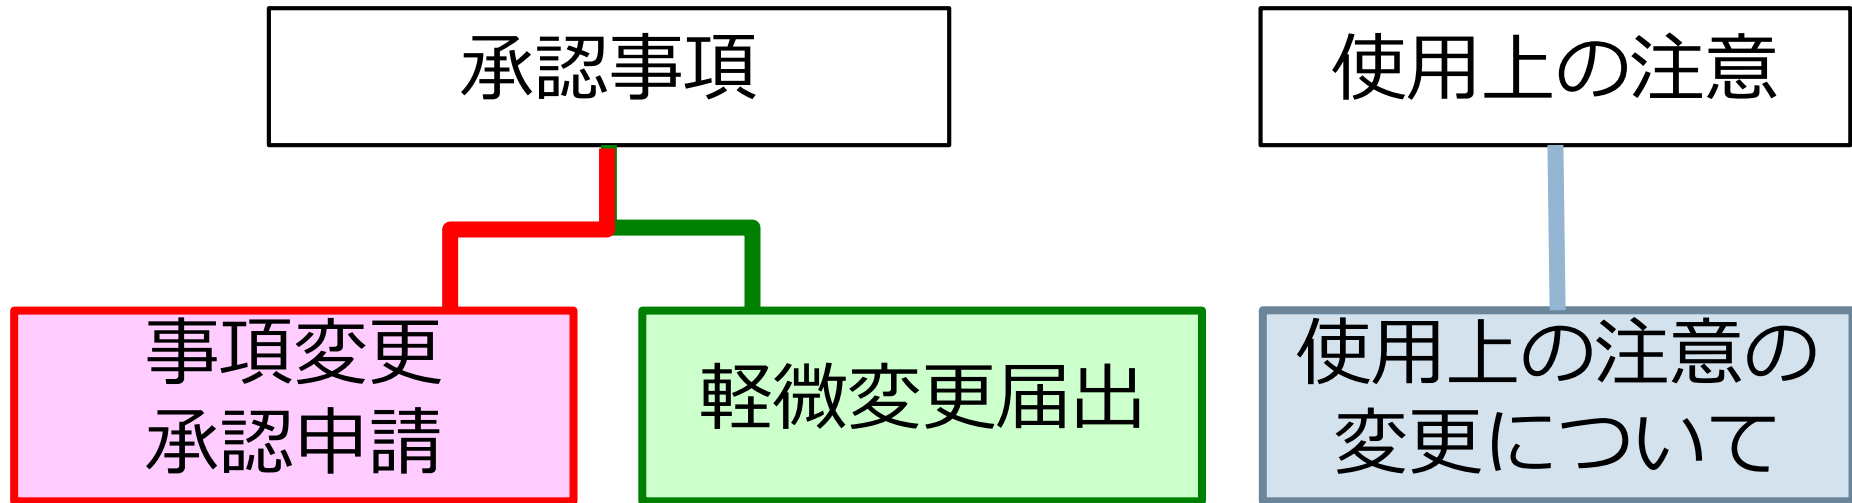 承認事項
使用上の注意
事項変更
承認申請
軽微変更届出
使用上の注意の
変更について